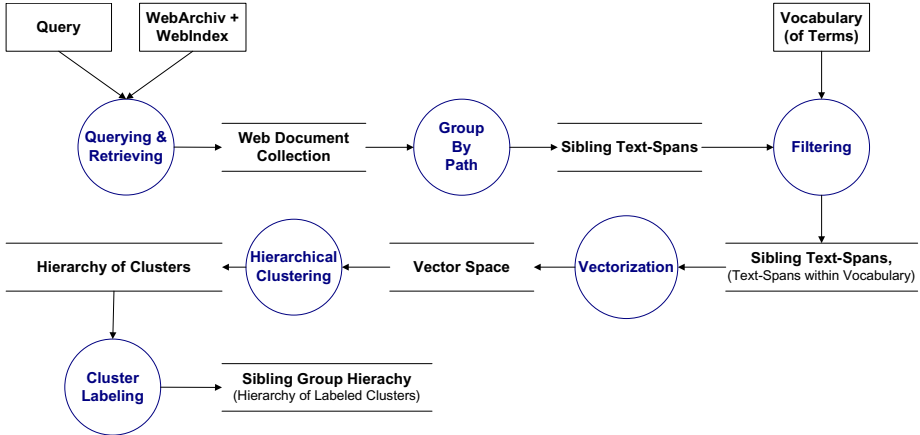 Query
WebArchiv +
WebIndex
Vocabulary
(of Terms)
Querying &
Retrieving
Web Document
Collection
Group
By
Path
Sibling Text-Spans
Filtering
Hierarchy of Clusters
Hierarchical
Clustering
Vector Space
Vectorization
Sibling Text-Spans,
(Text-Spans within Vocabulary)
Cluster
Labeling
Sibling Group Hierachy
(Hierarchy of Labeled Clusters)